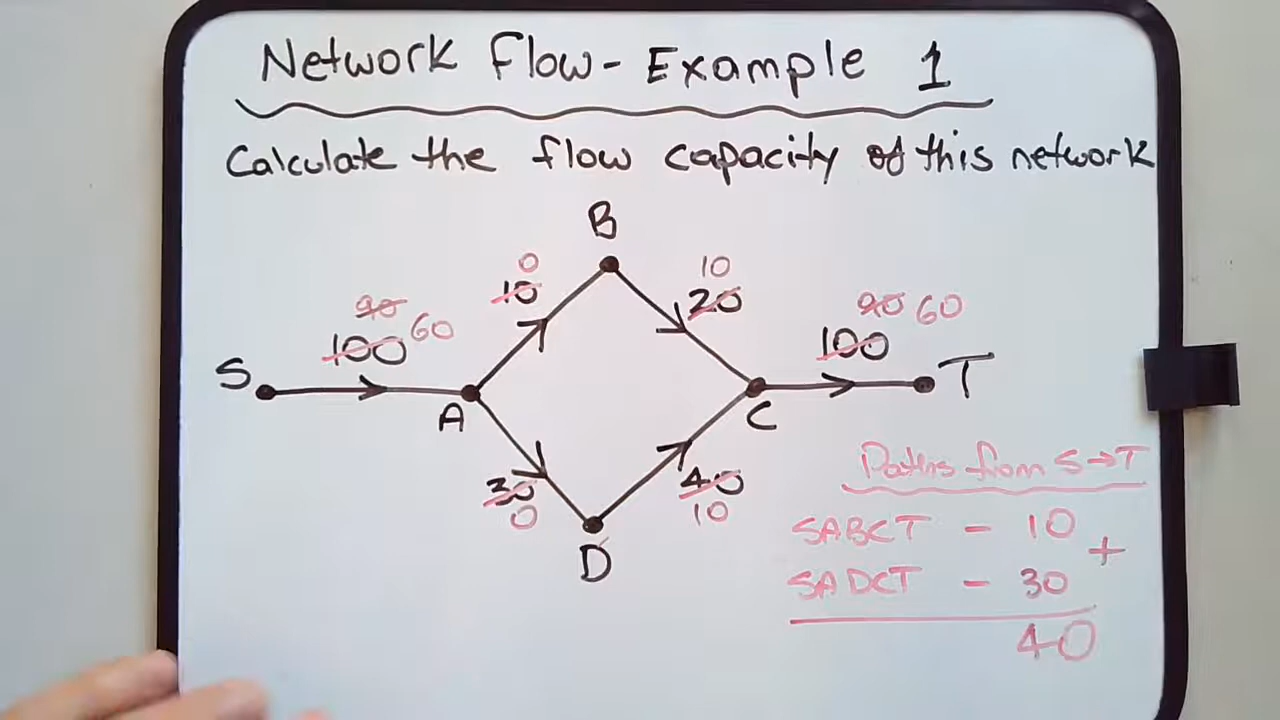 Network Flow - Example 1
Calculate the flow capacity of this network
B
0
10
10
20
90
100 60
90 60
100
S
T
A
C
30
0
40
10
D
Paths from S→T
SABCT - 10
+
SADCT - 30
40